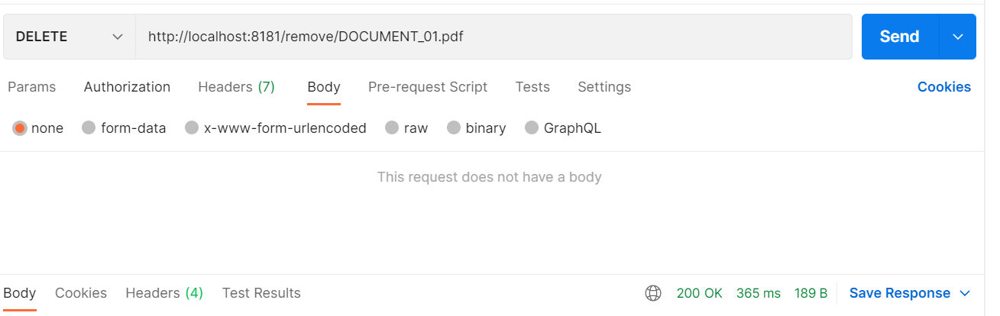 DELETE http://localhost:8181/remove/DOCUMENT_01.pdf Send
Params Authorization Headers (7) Body Pre-request Script Tests Settings Cookies
none form-data x-www-form-urlencoded raw binary GraphQL
This request does not have a body
Body Cookies Headers (4) Test Results 200 OK 365 ms 189 B Save Response